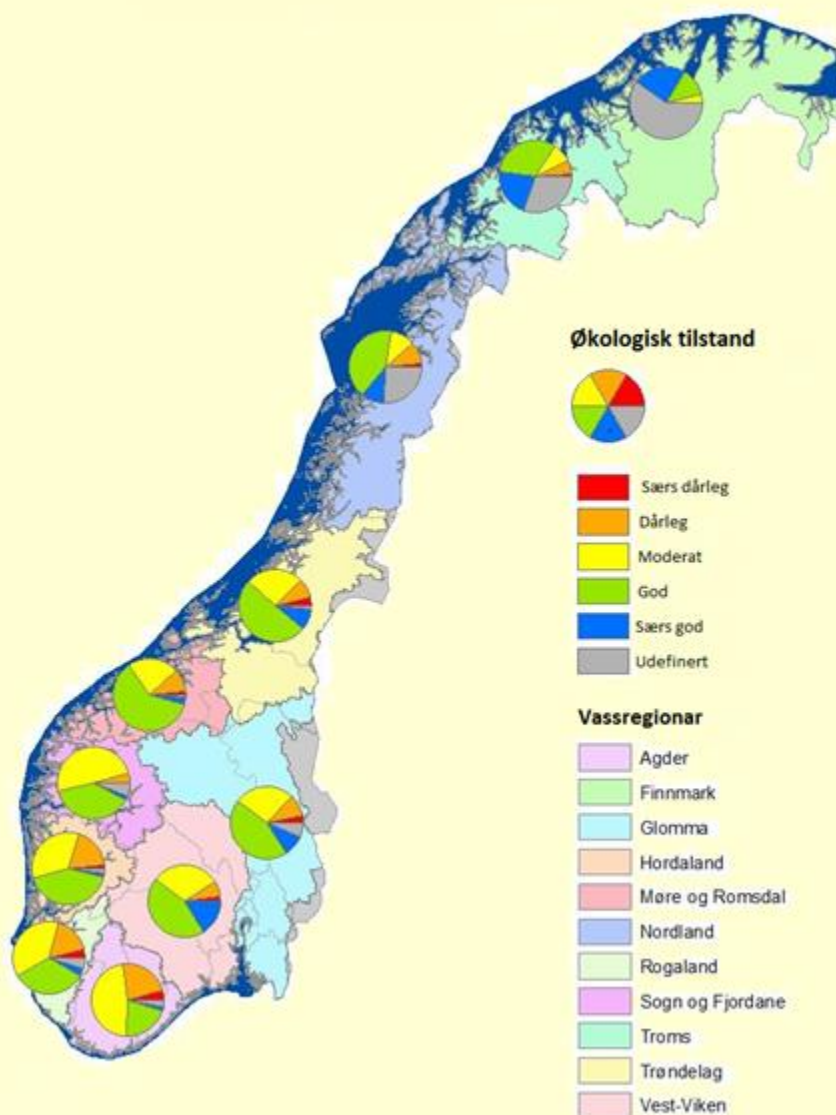 Økologisk tilstand
Særs dårleg
Dårleg
Moderat
God
Særs god
Udefinert
Vassregionar
Agder
Finnmark
Glomma
Hordaland
Møre og Romsdal
Nordland
Rogaland
Sogn og Fjordane
Troms
Trøndelag
Vest-Viken